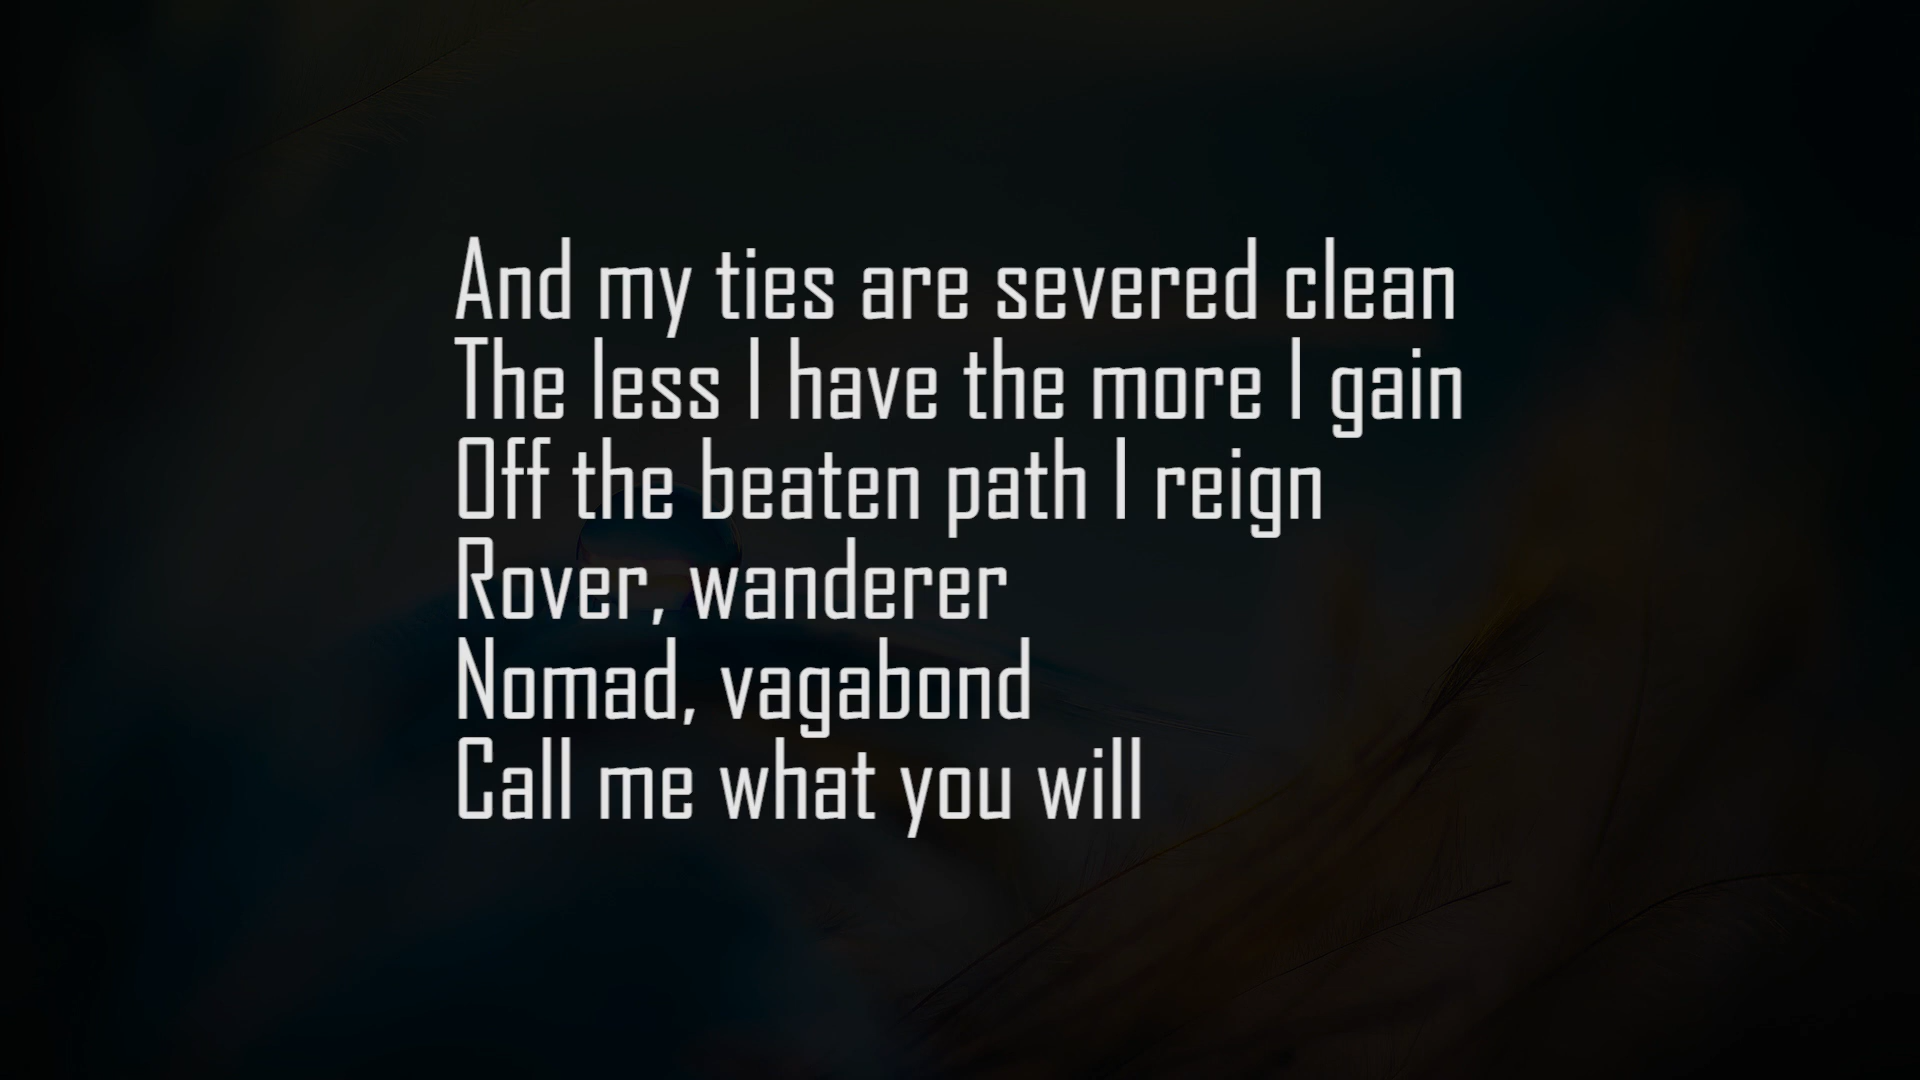 And my ties are severed clean
The less I have the more I gain
Off the beaten path I reign
Rover, wanderer
Nomad, vagabond
Call me what you will